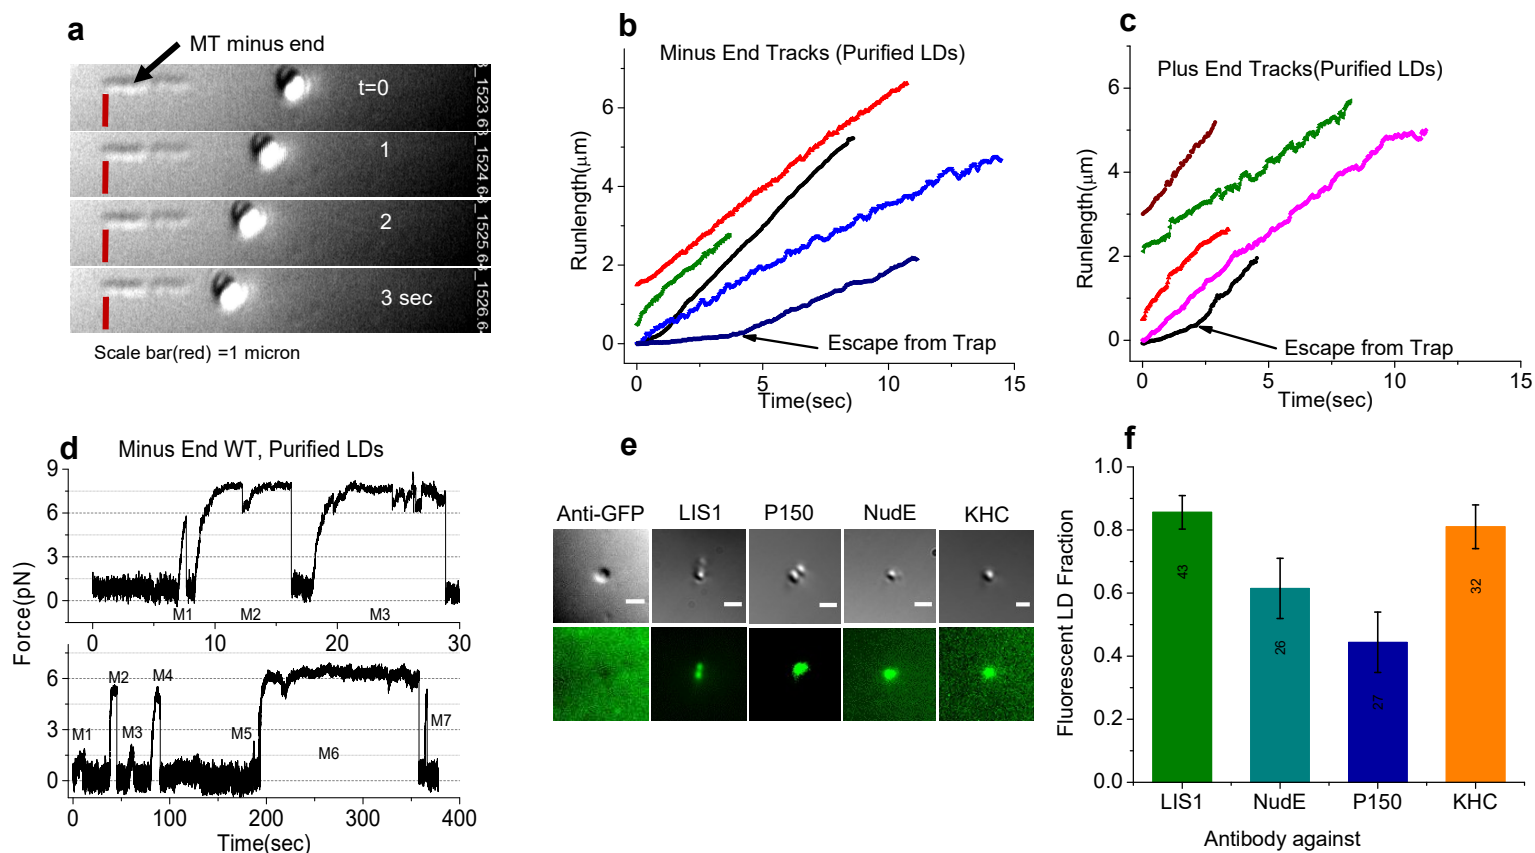 a
MT minus end
t=0
1
2
3 sec
_1524.6
_1525.6
_1526.6
Scale bar(red) =1 micron
b
Minus End Tracks (Purified LDs)
Runlength(μm)
6
4
2
0
Escape from Trap
0
5
10
15
Time(sec)
c
Plus End Tracks(Purified LDs)
Runlength(μm)
6
4
2
0
Escape from Trap
0
5
10
15
Time(sec)
d
Minus End WT, Purified LDs
Force(pN)
9
6
3
0
M1
M2
M3
0
10
20
30
6
3
0
M1
M2
M3
M4
M5
M6
M7
0
100
200
300
400
Time(sec)
e
Anti-GFP
LIS1
P150
NudE
KHC
f
Fluorescent LD Fraction
1.0
0.8
0.6
0.4
0.2
0.0
43
26
27
32
LIS1
NudE
P150
KHC
Antibody against